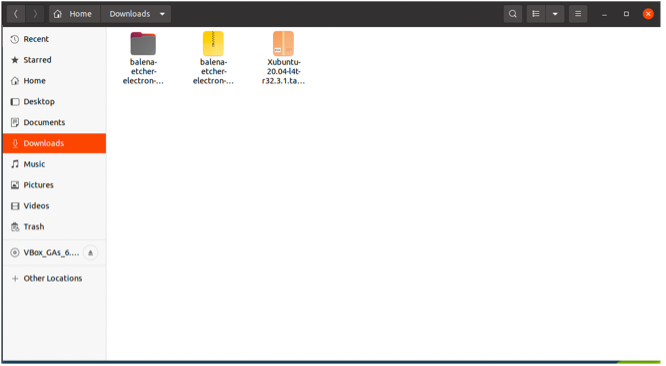 Home Downloads
Recent
Starred
Home
Desktop
Documents
Downloads
Music
Pictures
Videos
Trash
VBox_GAs_6....
Other Locations
balena-
etcher-
electron-...
balena-
etcher-
electron-...
Xubuntu-
20.04-l4t-
r32.3.1.ta...